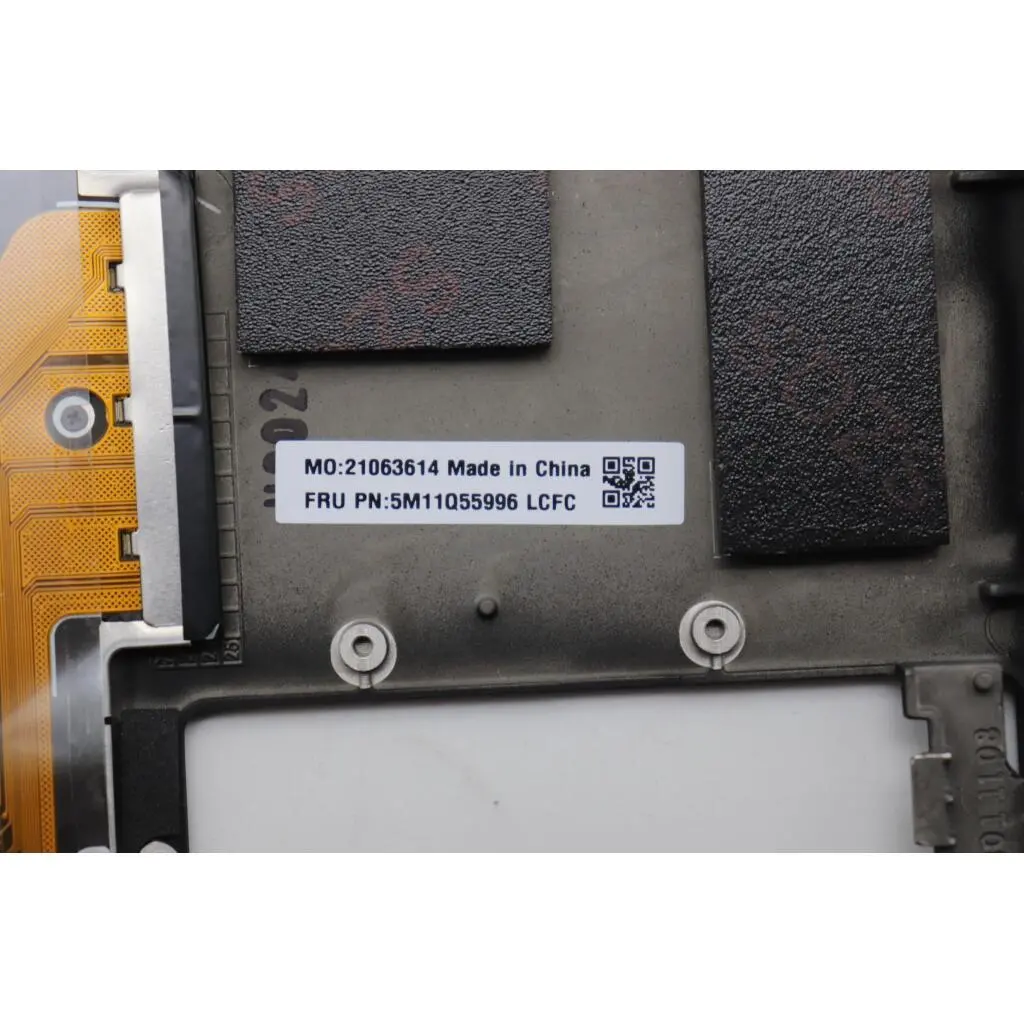 MO:21063614 Made in China
FRU PN:5M11Q55996 LCFC